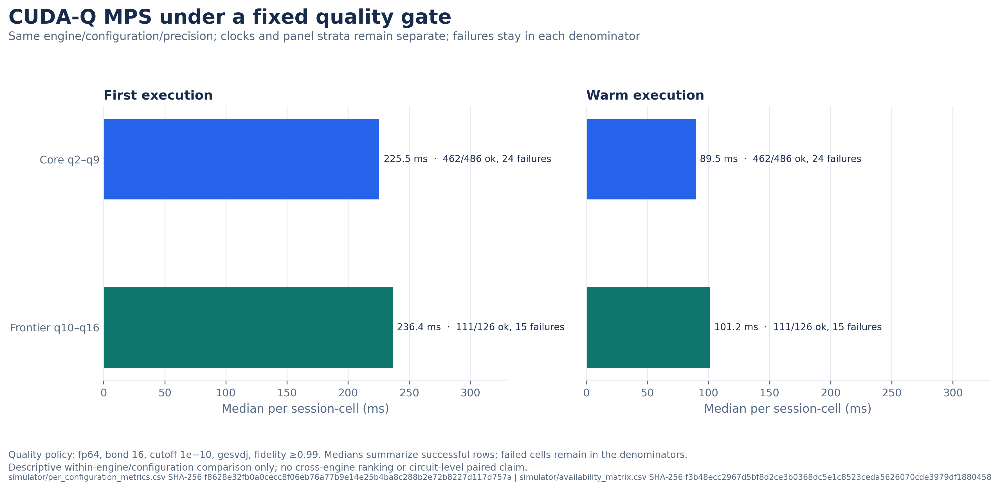 CUDA-Q MPS under a fixed quality gate
Same engine/configuration/precision; clocks and panel strata remain separate; failures stay in each denominator
First execution
Core q2–q9
225.5 ms · 462/486 ok, 24 failures
Frontier q10–q16
236.4 ms · 111/126 ok, 15 failures
0 50 100 150 200 250 300
Median per session-cell (ms)
Warm execution
89.5 ms · 462/486 ok, 24 failures
101.2 ms · 111/126 ok, 15 failures
0 50 100 150 200 250 300
Median per session-cell (ms)
Quality policy: fp64, bond 16, cutoff 1e−10, gesvdj, fidelity ≥0.99. Medians summarize successful rows; failed cells remain in the denominators.
Descriptive within-engine/configuration comparison only; no cross-engine ranking or circuit-level paired claim.
simulator/per_configuration_metrics.csv SHA-256 f8628e32fb0a0cecc8f06eb76a77b9e14e25b4ba8c288b2e72b8227d117d757a | simulator/availability_matrix.csv SHA-256 f3b48ecc2967d5bf8d2ce3b0368dc5e1c8523ceda5626070cde3979df1880458